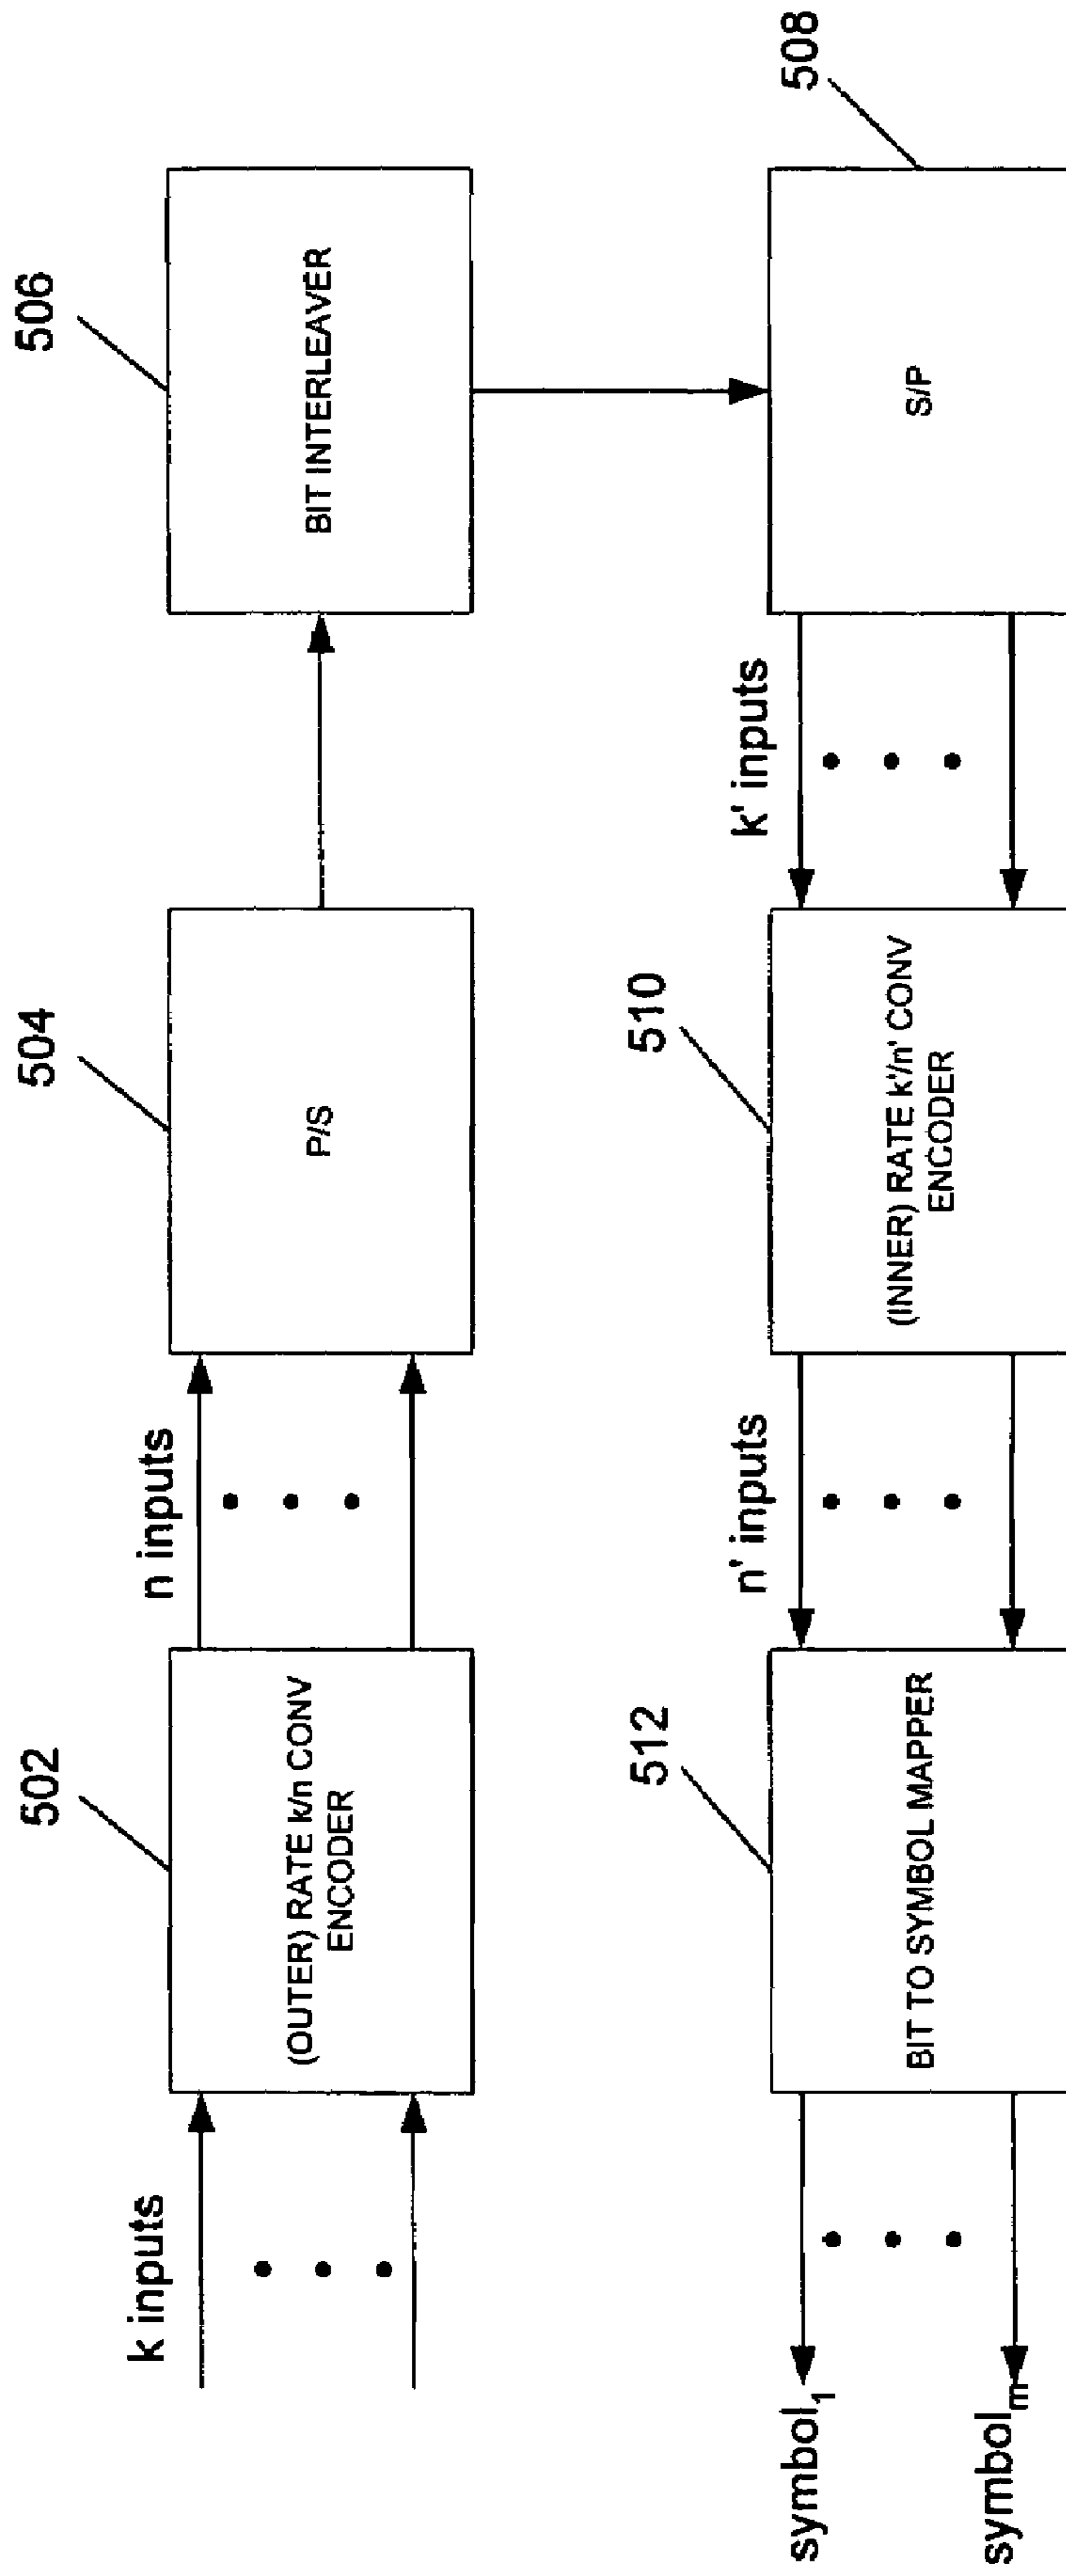 502
504
506
k inputs
(OUTER) RATE k/n CONV
ENCODER
n inputs
P/S
BIT INTERLEAVER
508
S/P
k' inputs
510
(INNER) RATE k'/n' CONV
ENCODER
n' inputs
512
BIT TO SYMBOL MAPPER
symbol₁
symbolₘ